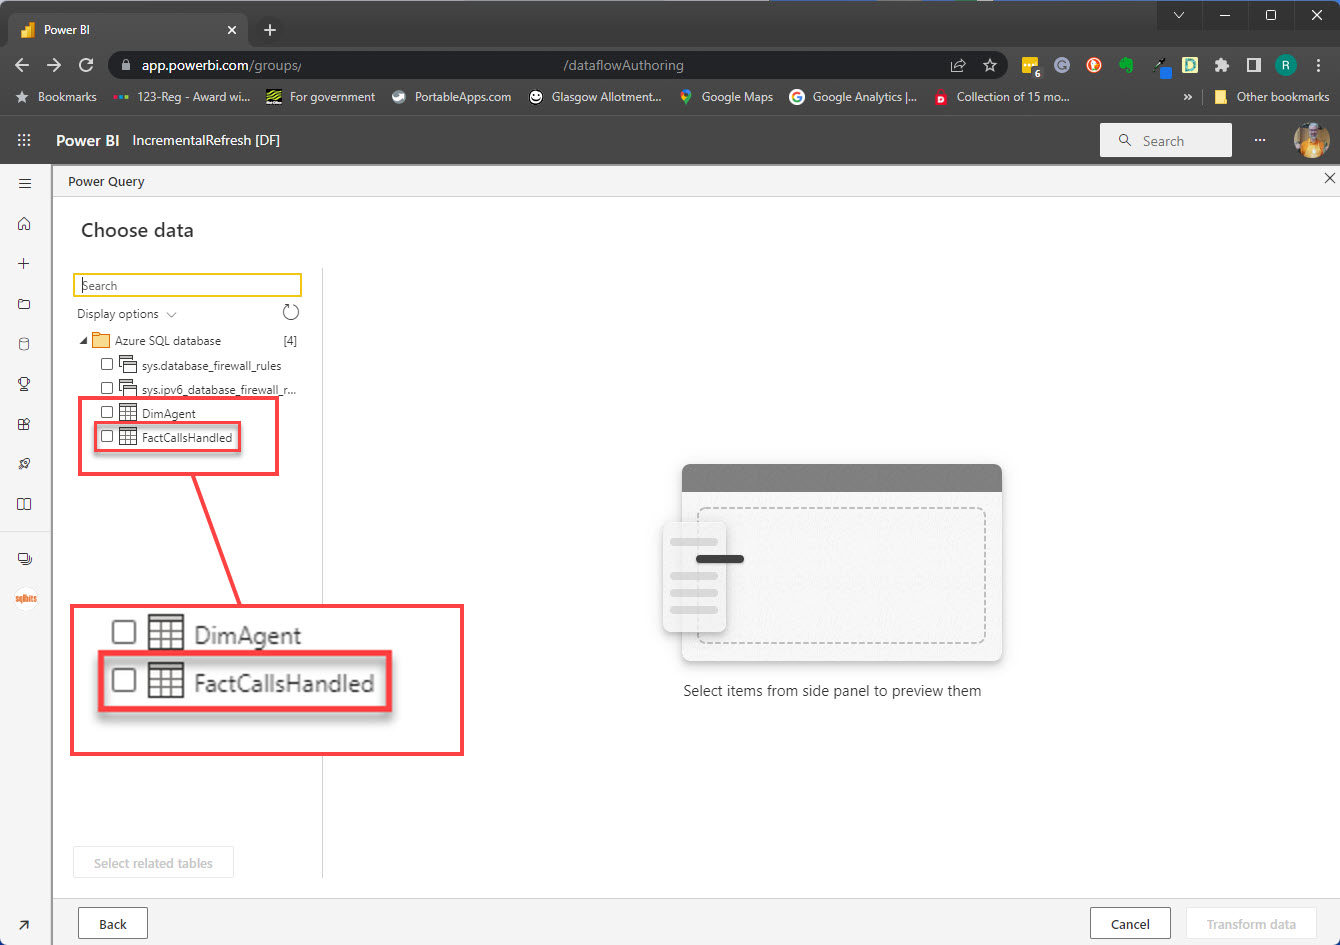 Power BI
app.powerbi.com/groups/ /dataflowAuthoring
6
G
D
R
Bookmarks 123-Reg - Award wi... For government PortableApps.com Glasgow Allotment... Google Maps Google Analytics |... Collection of 15 mo... » Other bookmarks
Power BI IncrementalRefresh [DF] Search
Power Query
Choose data
Search
Display options
Azure SQL database [4]
sys.database_firewall_rules
sys.ipv6_database_firewall_r...
DimAgent
FactCallsHandled
sqlbits
DimAgent
FactCallsHandled
Select items from side panel to preview them
Select related tables
Back Cancel Transform data